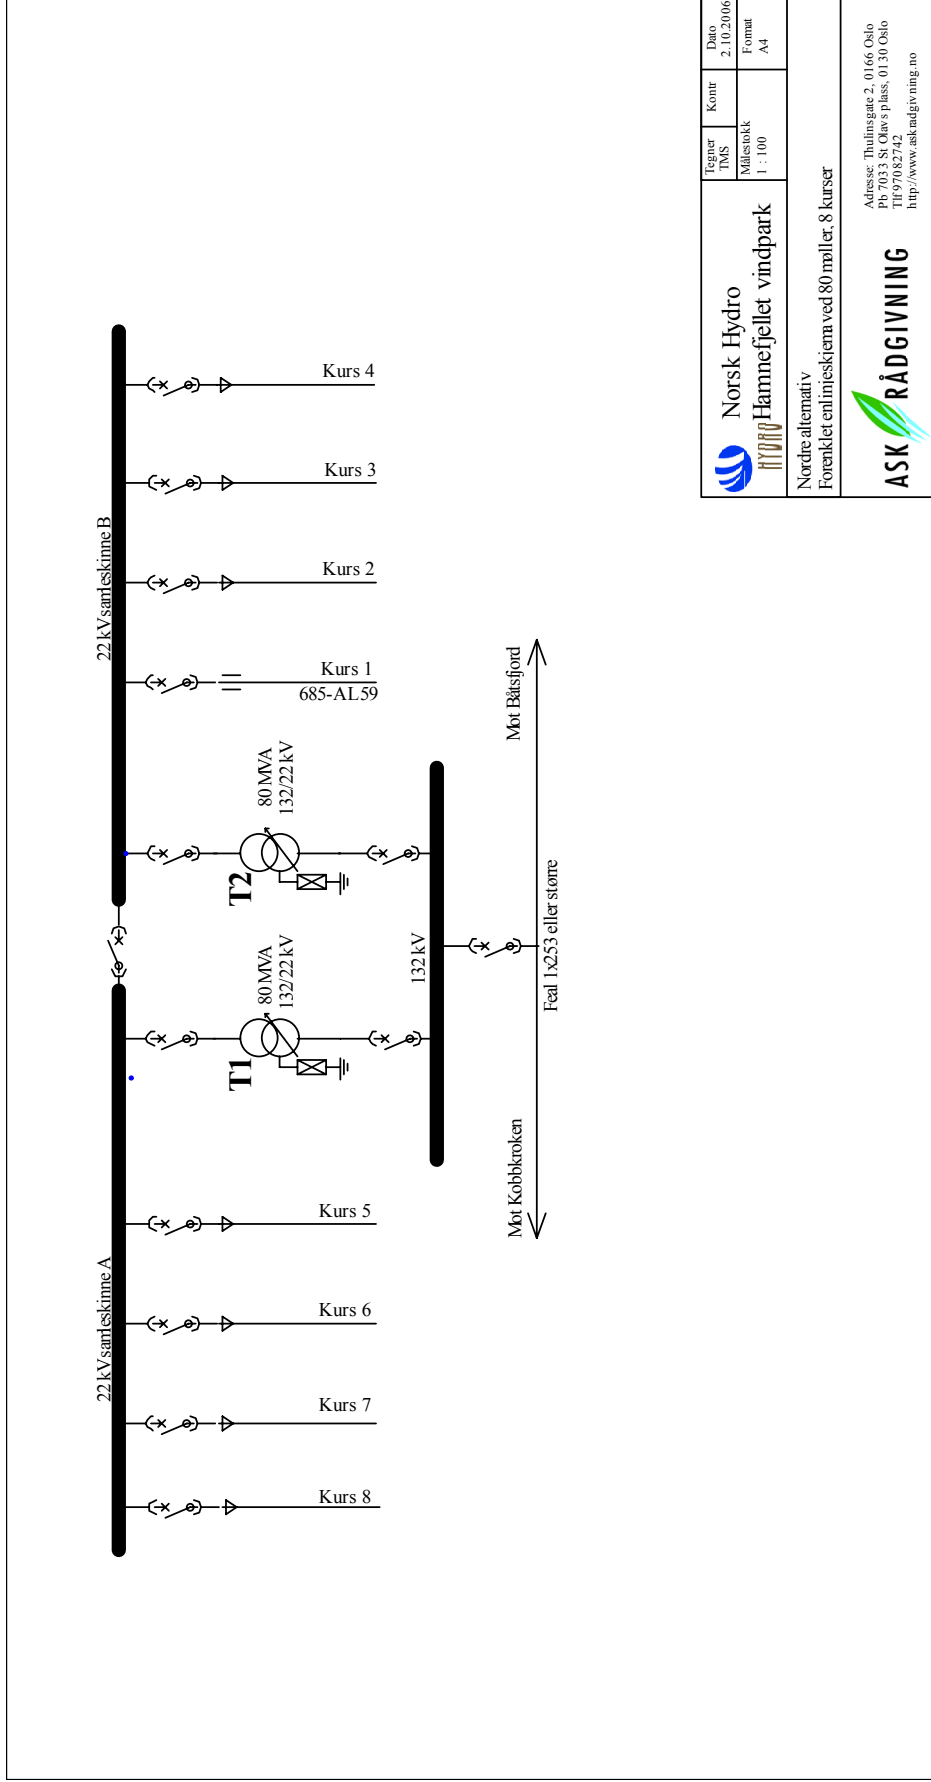 22 kV samleskinne A
22 kV samleskinne B
Kurs 8
Kurs 7
Kurs 6
Kurs 5
T1
80 MVA
132/22 kV
T2
80 MVA
132/22 kV
Kurs 1
685-AL59
Kurs 2
Kurs 3
Kurs 4
132 kV
Mot Kobbkroken
Mot Båtsfjord
Feal 1x253 eller større
HYDRO
Norsk Hydro
Hamnefjellet vindpark
Tegner
TMS
Kontr
Dato
2.10.2006
Målestokk
1 : 100
Format
A4
Nordre alternativ
Forenklet enlinjeskjema ved 80 møller, 8 kurser
ASK RÅDGIVNING
Adresse: Thulinsgate 2, 0166 Oslo
Pb 7033 St Olavs plass, 0130 Oslo
Tlf 97082742
http://www.askradgivning.no